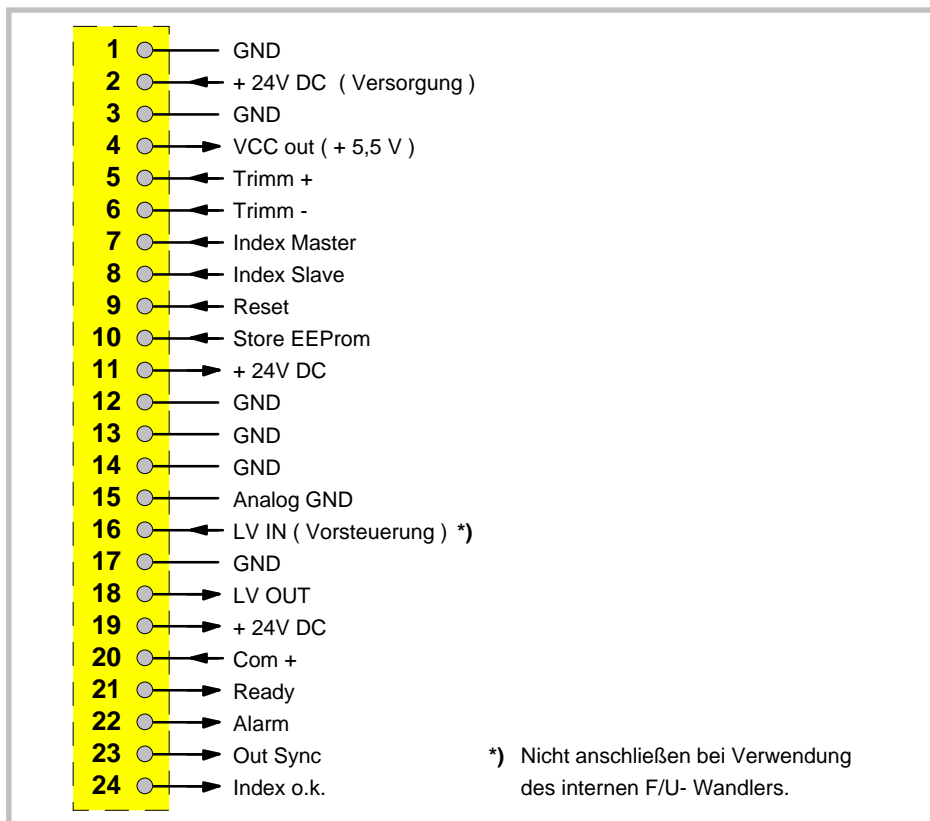 1 GND
2 + 24V DC ( Versorgung )
3 GND
4 VCC out ( + 5,5 V )
5 Trimm +
6 Trimm -
7 Index Master
8 Index Slave
9 Reset
10 Store EEProm
11 + 24V DC
12 GND
13 GND
14 GND
15 Analog GND
16 LV IN ( Vorsteuerung ) *)
17 GND
18 LV OUT
19 + 24V DC
20 Com +
21 Ready
22 Alarm
23 Out Sync
24 Index o.k.
*) Nicht anschließen bei Verwendung
des internen F/U- Wandlers.